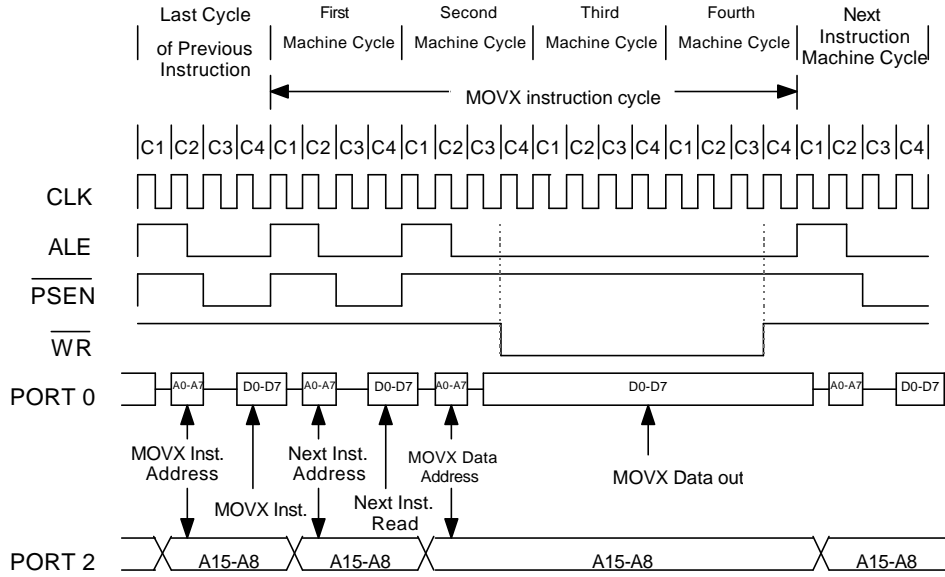 Last Cycle
of Previous
Instruction
First
Machine Cycle
Second
Machine Cycle
Third
Machine Cycle
Fourth
Machine Cycle
Next
Instruction
Machine Cycle
MOVX instruction cycle
C1 C2 C3 C4 C1 C2 C3 C4 C1 C2 C3 C4 C1 C2 C3 C4 C1 C2 C3 C4 C1 C2 C3 C4
CLK
ALE
PSEN
WR
PORT 0
A0-A7 D0-D7 A0-A7 D0-D7 A0-A7 D0-D7 A0-A7 D0-D7
MOVX Inst.
Address
MOVX Inst.
Next Inst.
Address
Next Inst.
Read
MOVX Data
Address
MOVX Data out
PORT 2
A15-A8 A15-A8 A15-A8 A15-A8